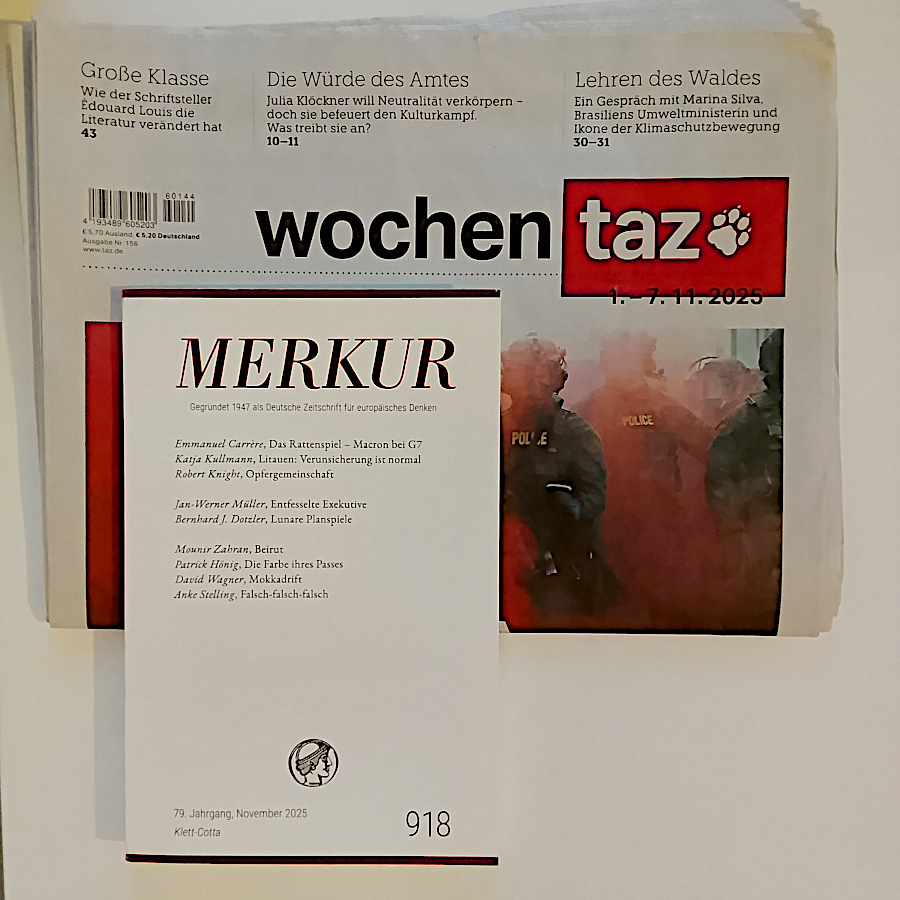 Große Klasse
Wie der Schriftsteller
Édouard Louis die
Literatur verändert hat
43
Die Würde des Amtes
Julia Klöckner will Neutralität verkörpern –
doch sie befeuert den Kulturkampf.
Was treibt sie an?
10–11
Lehren des Waldes
Ein Gespräch mit Marina Silva,
Brasiliens Umweltministerin und
Ikone der Klimaschutzbewegung
30–31
60144
4 193489 605203
€ 5,70 Ausland, € 5,20 Deutschland
Ausgabe Nr. 156
www.taz.de
wochentaz
1. – 7. 11. 2025
POLICE
POLICE
MERKUR
Gegründet 1947 als Deutsche Zeitschrift für europäisches Denken
Emmanuel Carrère, Das Rattenspiel – Macron bei G7
Katja Kullmann, Litauen: Verunsicherung ist normal
Robert Knight, Opfergemeinschaft
Jan-Werner Müller, Entfesselte Exekutive
Bernhard J. Dotzler, Lunare Planspiele
Mounir Zahran, Beirut
Patrick Hönig, Die Farbe ihres Passes
David Wagner, Mokkadrift
Anke Stelling, Falsch-falsch-falsch
79. Jahrgang, November 2025
Klett-Cotta
918